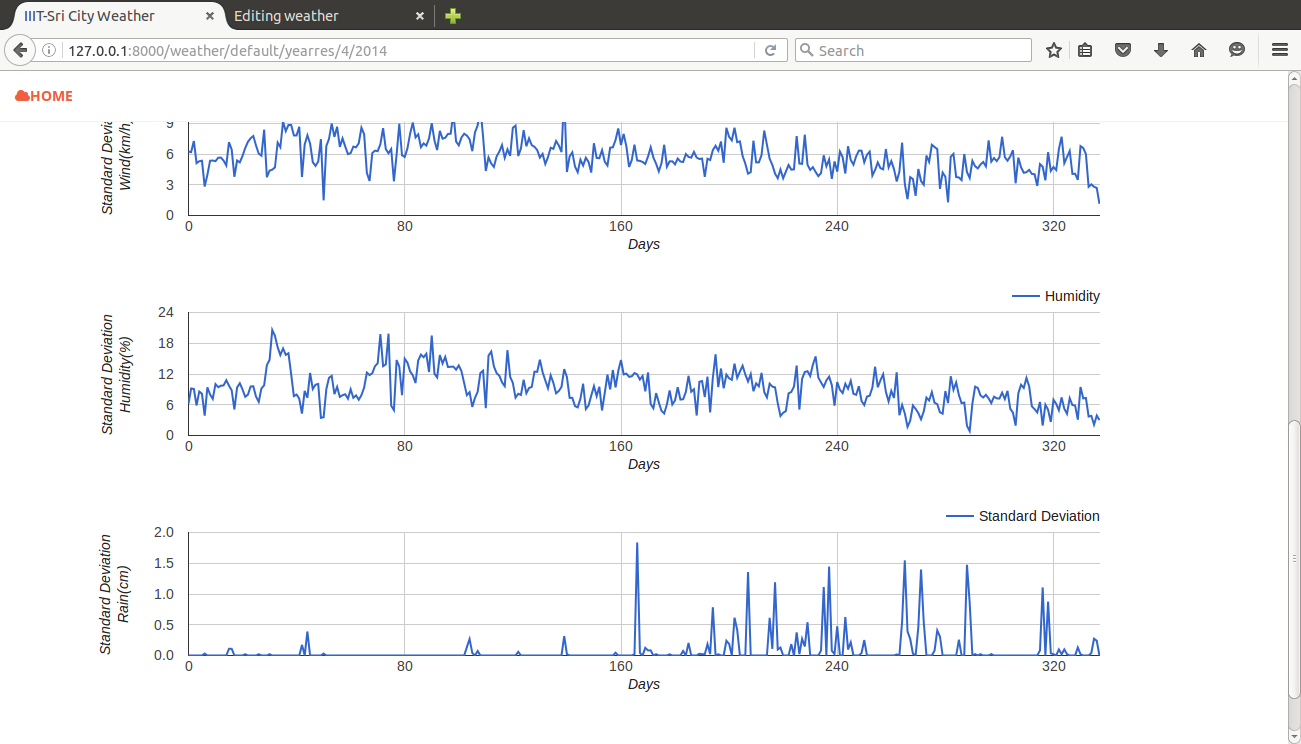 IIIT-Sri City Weather
Editing weather
127.0.0.1:8000/weather/default/yearres/4/2014
Search
HOME
Wind(km/h)
9
6
3
0
0 80 160 240 320
Days
Humidity
Standard Deviation
Humidity(%)
24
18
12
6
0
0 80 160 240 320
Days
Standard Deviation
Standard Deviation
Rain(cm)
2.0
1.5
1.0
0.5
0.0
0 80 160 240 320
Days